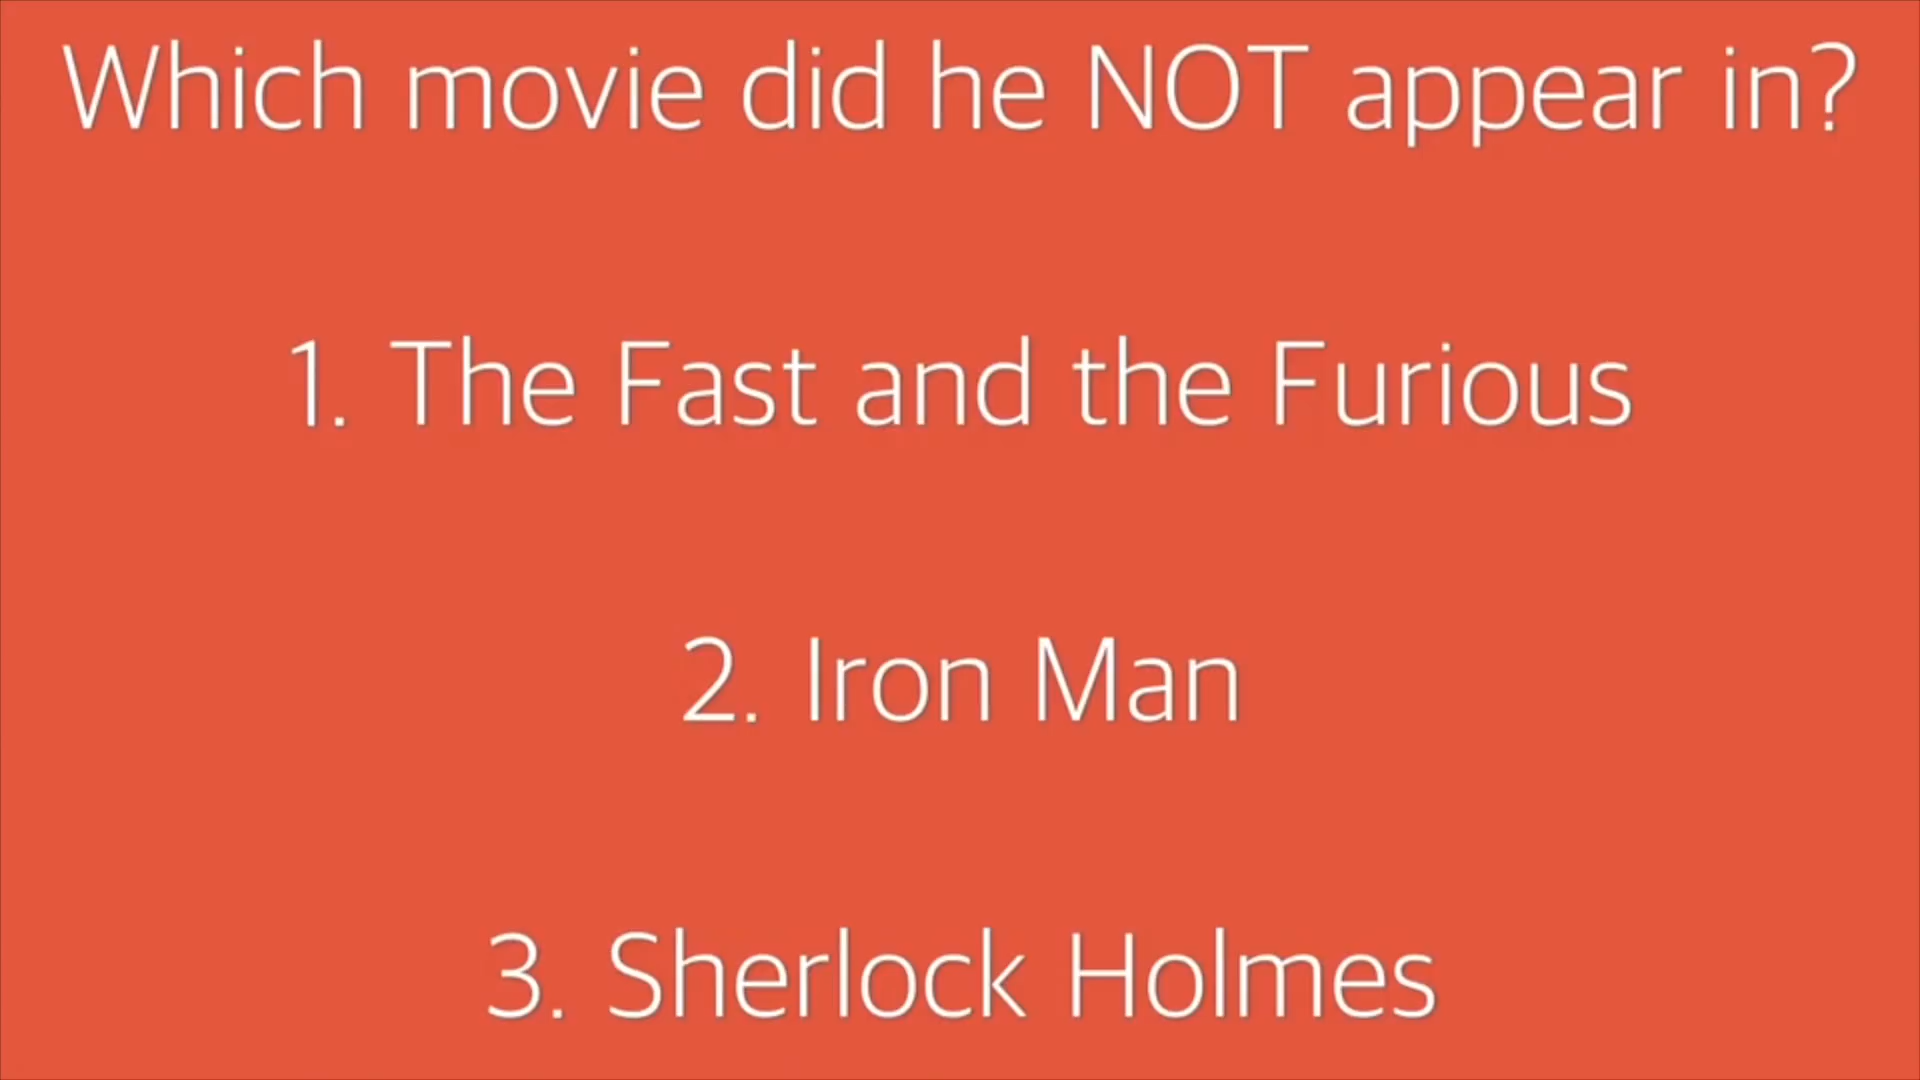 Which movie did he NOT appear in?
1. The Fast and the Furious
2. Iron Man
3. Sherlock Holmes